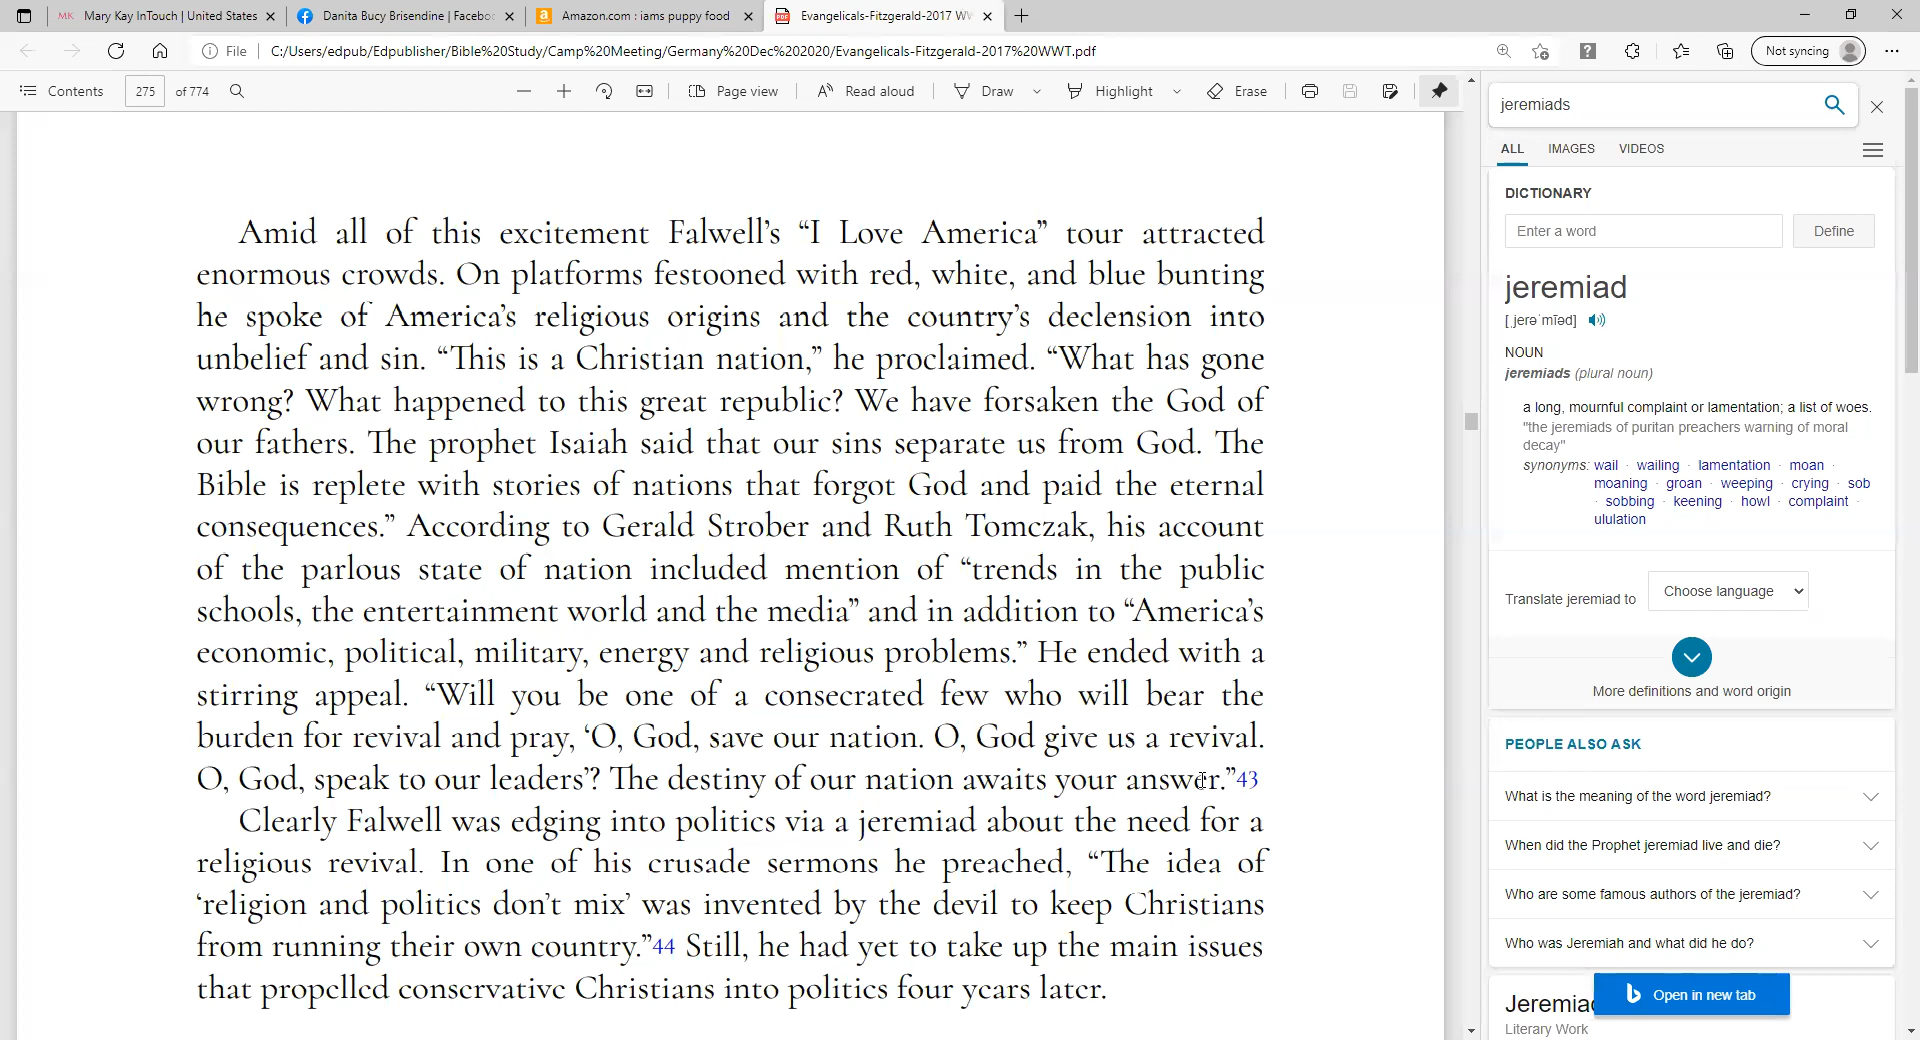 Mary Kay InTouch | United States
Danita Bucy Brisendine | Faceboo
Amazon.com : iams puppy food
Evangelicals-Fitzgerald-2017 WW
File
C:/Users/edpub/Edpublisher/Bible%20Study/Camp%20Meeting/Germany%20Dec%202020/Evangelicals-Fitzgerald-2017%20WWT.pdf
Not syncing
Contents
275 of 774
Page view
Read aloud
Draw
Highlight
Erase
Amid all of this excitement Falwell’s “I Love America” tour attracted
enormous crowds. On platforms festooned with red, white, and blue bunting
he spoke of America’s religious origins and the country’s declension into
unbelief and sin. “This is a Christian nation,” he proclaimed. “What has gone
wrong? What happened to this great republic? We have forsaken the God of
our fathers. The prophet Isaiah said that our sins separate us from God. The
Bible is replete with stories of nations that forgot God and paid the eternal
consequences.” According to Gerald Strober and Ruth Tomczak, his account
of the parlous state of nation included mention of “trends in the public
schools, the entertainment world and the media” and in addition to “America’s
economic, political, military, energy and religious problems.” He ended with a
stirring appeal. “Will you be one of a consecrated few who will bear the
burden for revival and pray, ‘O, God, save our nation. O, God give us a revival.
O, God, speak to our leaders’? The destiny of our nation awaits your answer.”43
Clearly Falwell was edging into politics via a jeremiad about the need for a
religious revival. In one of his crusade sermons he preached, “The idea of
‘religion and politics don’t mix’ was invented by the devil to keep Christians
from running their own country.”44 Still, he had yet to take up the main issues
that propelled conservative Christians into politics four years later.
jeremiads
ALL IMAGES VIDEOS
DICTIONARY
Enter a word
Define
jeremiad
[ˌjerəˈmīəd]
NOUN
jeremiads (plural noun)
a long, mournful complaint or lamentation; a list of woes.
"the jeremiads of puritan preachers warning of moral
decay"
synonyms: wail · wailing · lamentation · moan ·
moaning · groan · weeping · crying · sob
· sobbing · keening · howl · complaint ·
ululation
Translate jeremiad to
Choose language
More definitions and word origin
PEOPLE ALSO ASK
What is the meaning of the word jeremiad?
When did the Prophet jeremiad live and die?
Who are some famous authors of the jeremiad?
Who was Jeremiah and what did he do?
Open in new tab
Jeremiad
Literary Work